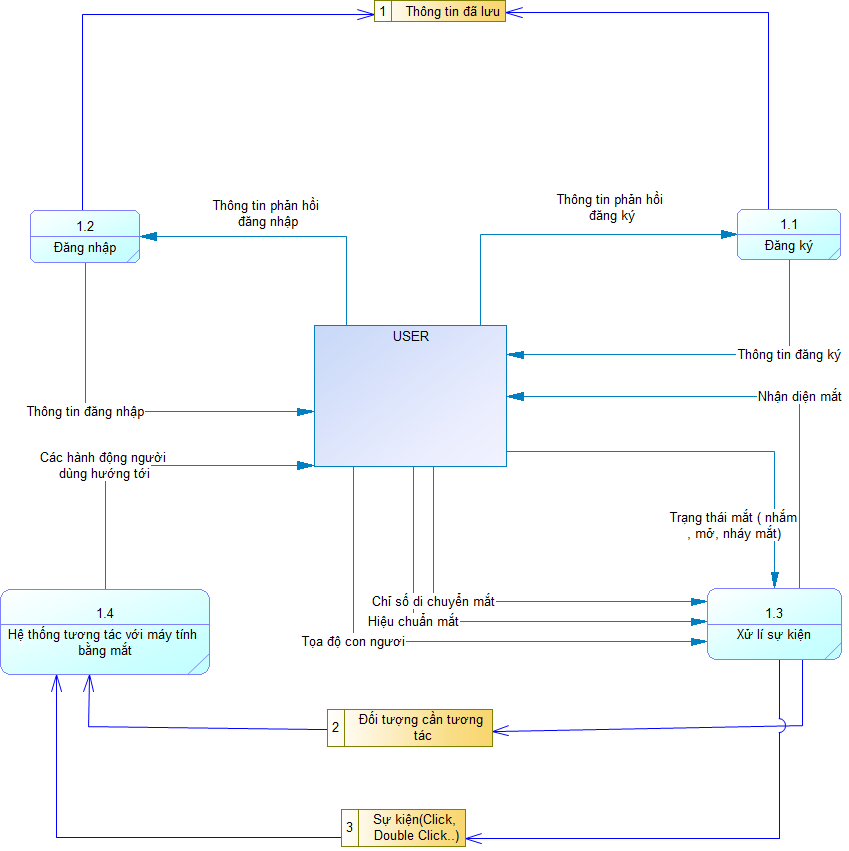 1 Thông tin đã lưu
Thông tin phản hồi
đăng nhập
Thông tin phản hồi
đăng ký
1.2
Đăng nhập
1.1
Đăng ký
USER
Thông tin đăng ký
Nhận diện mắt
Thông tin đăng nhập
Các hành động người
dùng hướng tới
Trạng thái mắt ( nhắm
, mở, nháy mắt)
Chỉ số di chuyển mắt
Hiệu chuẩn mắt
Tọa độ con ngươi
1.4
Hệ thống tương tác với máy tính
bằng mắt
1.3
Xử lí sự kiện
2 Đối tượng cần tương
tác
3 Sự kiện(Click,
Double Click..)